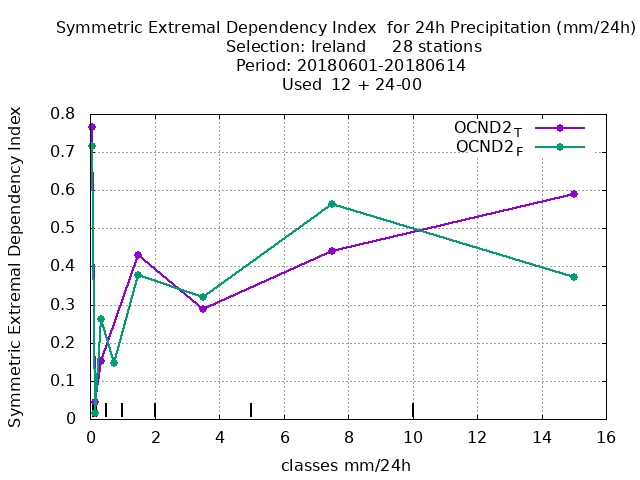 Symmetric Extremal Dependency Index  for 24h Precipitation (mm/24h)
Selection: Ireland     28 stations
Period: 20180601-20180614
Used  12 + 24-00
Symmetric Extremal Dependency Index
0.8
0.7
0.6
0.5
0.4
0.3
0.2
0.1
0
OCND2T
OCND2F
0 2 4 6 8 10 12 14 16
classes mm/24h